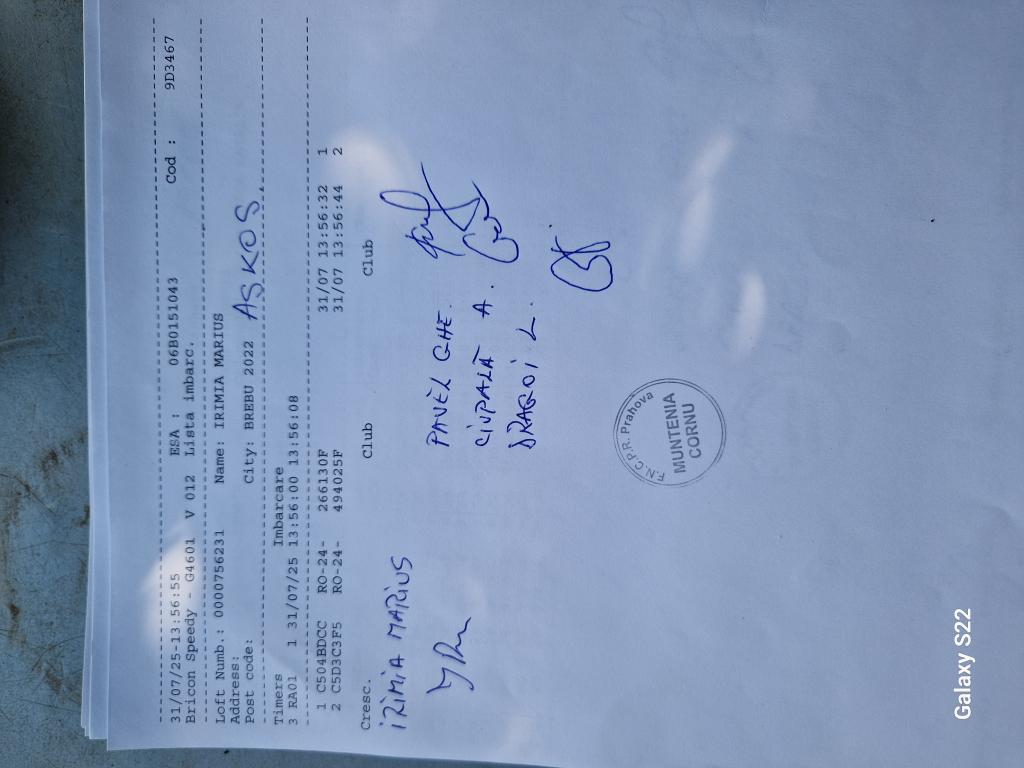 31/07/25-13:56:55 ESA : 06B0151043 Cod : 9D3467
Bricon Speedy - G4601 V 012 Lista imbarc.
Loft Numb.: 0000756231 Name: IRIMIA MARIUS
Address:
Post code: City: BREBU 2022 ASKOS
Timers Imbarcare
3 RA01 1 31/07/25 13:56:00 13:56:08
1 C504BDCC RO-24- 266130F 31/07 13:56:32 1
2 C5D3C3F5 RO-24- 494025F 31/07 13:56:44 2
Cresc. Club Club
IRIMIA MARIUS
PAVEL GHE.
CIUPALĂ A.
DRAGOI L.
F.N.C.P.R. Prahova
MUNTENIA
CORNU
Galaxy S22